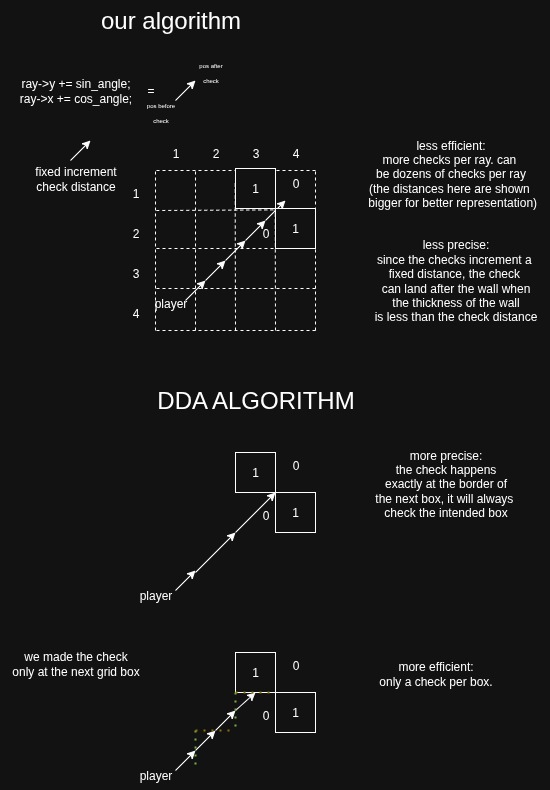 our algorithm
pos after
check
ray->y += sin_angle;
ray->x += cos_angle;
=
pos before
check
fixed increment
check distance
1 2 3 4
1
2
3
4
1 0
0 1
player
less efficient:
more checks per ray. can
be dozens of checks per ray
(the distances here are shown
bigger for better representation)
less precise:
since the checks increment a
fixed distance, the check
can land after the wall when
the thickness of the wall
is less than the check distance
DDA ALGORITHM
1 0
0 1
player
more precise:
the check happens
exactly at the border of
the next box, it will always
check the intended box
we made the check
only at the next grid box
1 0
0 1
player
more efficient:
only a check per box.